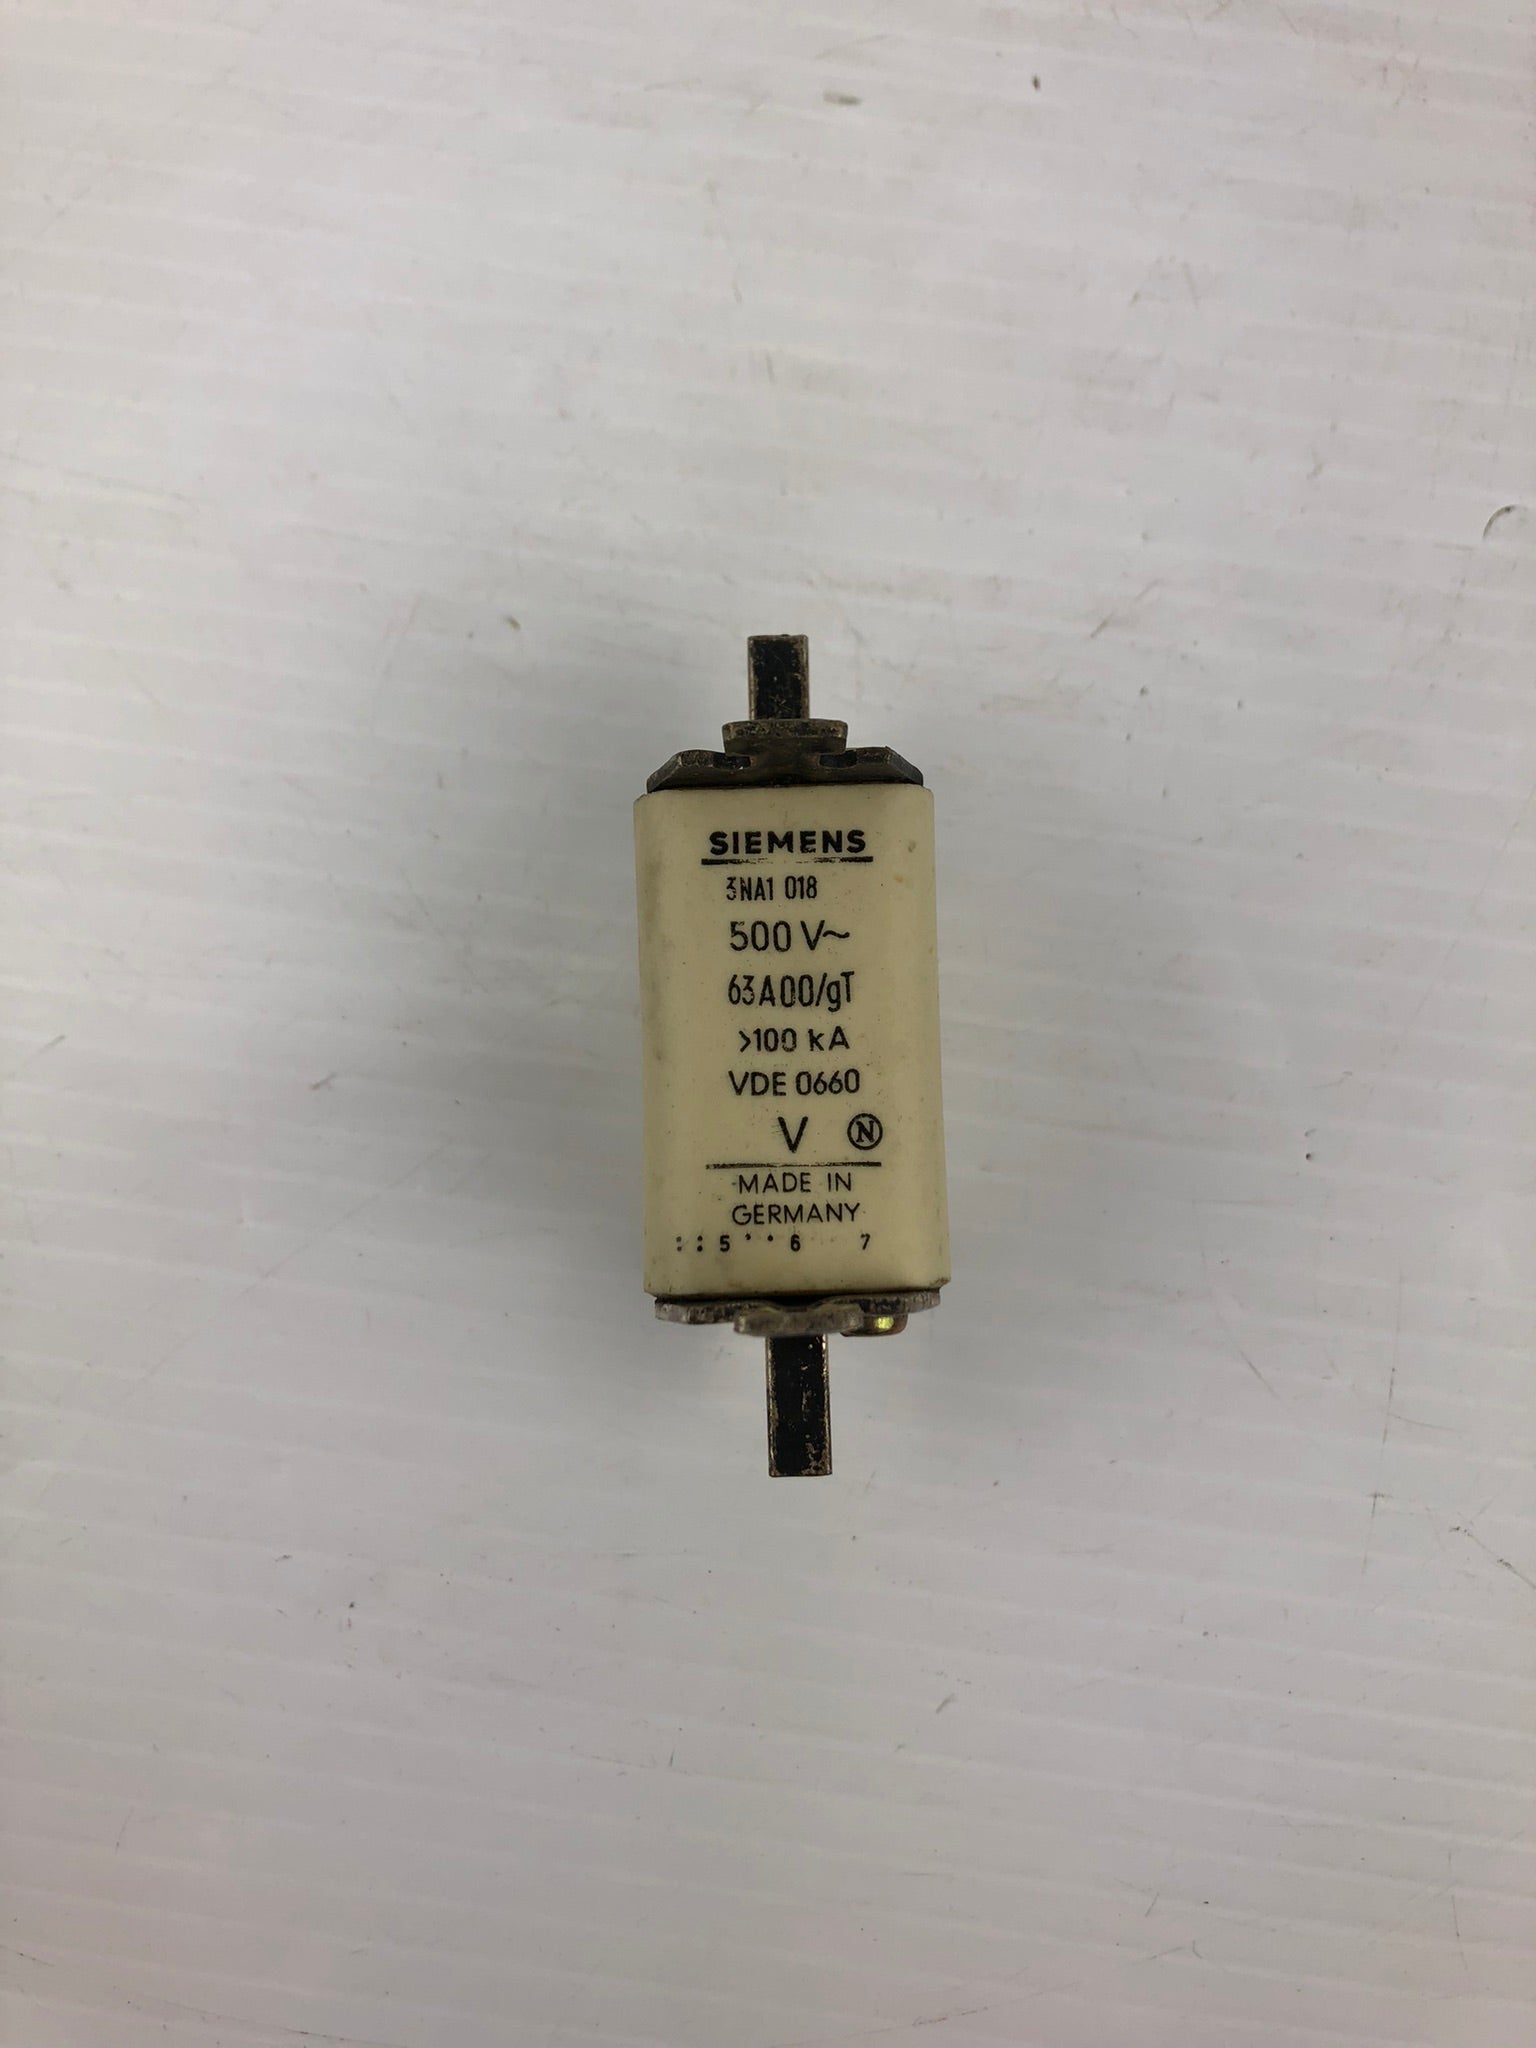 SIEMENS
3NA1 018
500 V~
63A00/gT
>100 kA
VDE 0660
V N
MADE IN
GERMANY
: : 5 · · 6 7